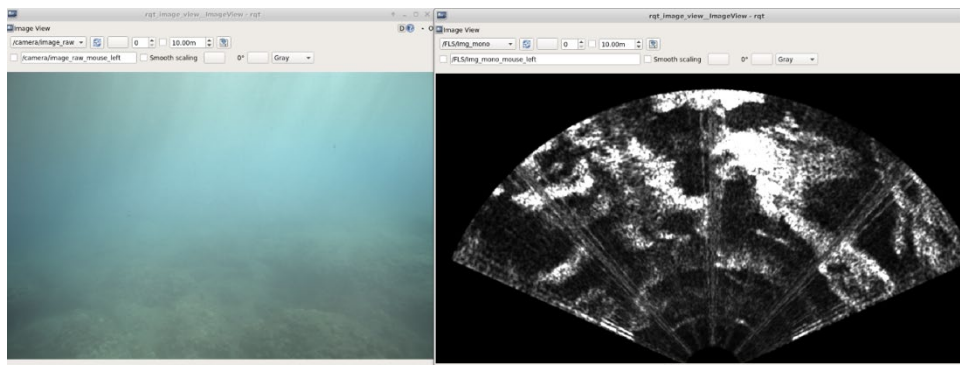 rqt_image_view__ImageView - rqt
Image View
/camera/image_raw
0
10.00m
/camera/image_raw_mouse_left
Smooth scaling
0°
Gray
rqt_image_view__ImageView - rqt
Image View
/FLS/Img_mono
0
10.00m
/FLS/Img_mono_mouse_left
Smooth scaling
0°
Gray